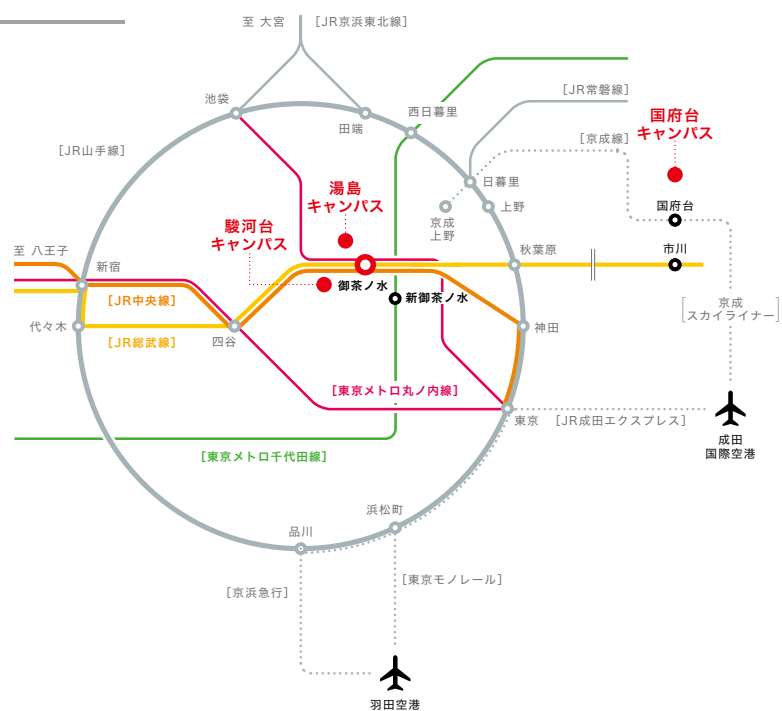 至 大宮
[JR京浜東北線]
池袋
田端
西日暮里
[JR常磐線]
国府台
キャンパス
[京成線]
[JR山手線]
日暮里
湯島
キャンパス
国府台
上野
京成
上野
駿河台
キャンパス
至 八王子
新宿
秋葉原
市川
御茶ノ水
新御茶ノ水
[JR中央線]
京成
[スカイライナー]
代々木
四谷
神田
[JR総武線]
[東京メトロ丸ノ内線]
東京
[JR成田エクスプレス]
成田
国際空港
[東京メトロ千代田線]
浜松町
品川
[東京モノレール]
[京浜急行]
羽田空港